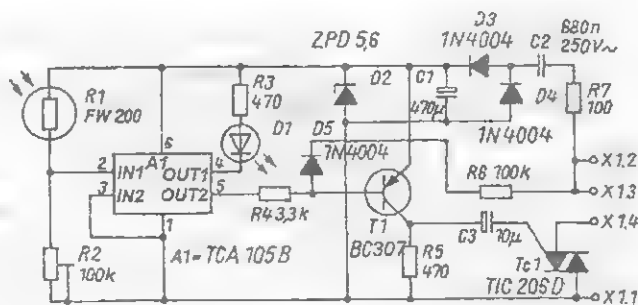 ZPD 5,6
D3
1N4004
680n
250V~
C2
R1
FW 200
R3
470
D1
D2
C1
470µ
D4
R7
100
1N4004
D5
1N4004
6
A1
2
IN1
OUT1
4
3
IN2
OUT2
5
1
R4 3,3k
R6 100k
X1.2
X1.3
X1.4
X1.1
R2
100k
A1=TCA 105 B
T1
BC307
C3
10µ
R5
470
Tc1
TIC 206 D